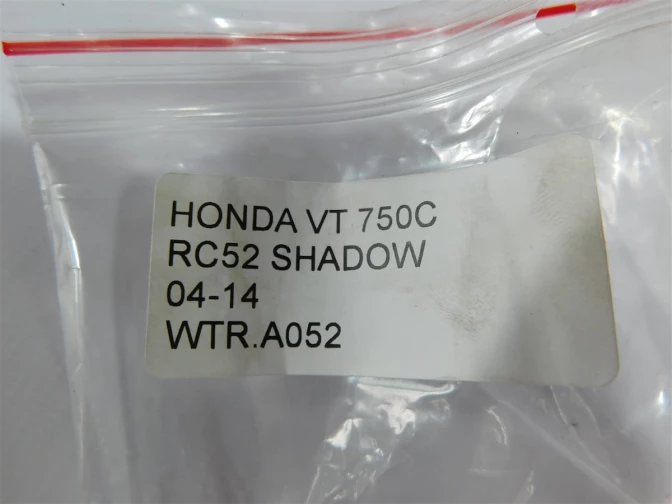 HONDA VT 750C
RC52 SHADOW
04-14
WTR.A052